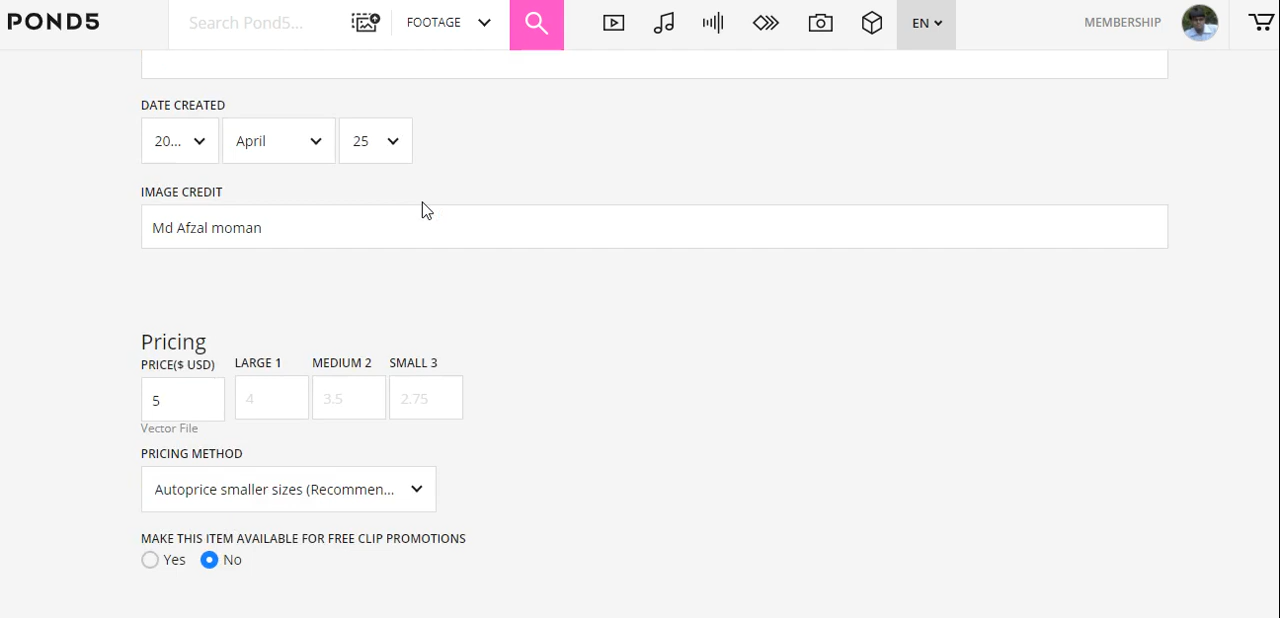 POND5 Search Pond5... FOOTAGE EN MEMBERSHIP
DATE CREATED
20... April 25
IMAGE CREDIT
Md Afzal moman
Pricing
PRICE($ USD) LARGE 1 MEDIUM 2 SMALL 3
5 4 3.5 2.75
Vector File
PRICING METHOD
Autoprice smaller sizes (Recommen...
MAKE THIS ITEM AVAILABLE FOR FREE CLIP PROMOTIONS
Yes No